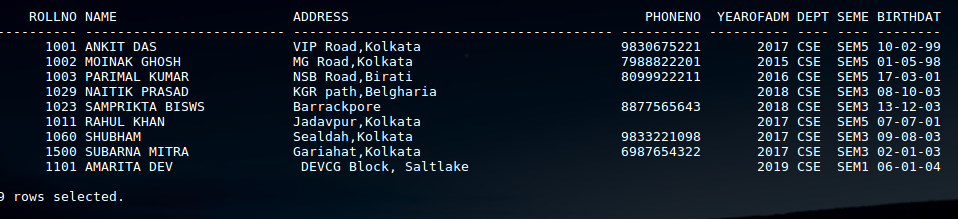 ROLLNO NAME ADDRESS PHONENO YEAROFADM DEPT SEME BIRTHDAT
---------- ------------------------- ---------------------------------------- ---------- ---------- ---- ---- ---------
1001 ANKIT DAS VIP Road,Kolkata 9830675221 2017 CSE SEM5 10-02-99
1002 MOINAK GHOSH MG Road,Kolkata 7988822201 2015 CSE SEM5 01-05-98
1003 PARIMAL KUMAR NSB Road,Birati 8099922211 2016 CSE SEM5 17-03-01
1029 NAITIK PRASAD KGR path,Belgharia 2018 CSE SEM3 08-10-03
1023 SAMPRIKTA BISWS Barrackpore 8877565643 2018 CSE SEM3 13-12-03
1011 RAHUL KHAN Jadavpur,Kolkata 2017 CSE SEM5 07-07-01
1060 SHUBHAM Sealdah,Kolkata 9833221098 2017 CSE SEM3 09-08-03
1500 SUBARNA MITRA Gariahat,Kolkata 6987654322 2017 CSE SEM3 02-01-03
1101 AMARITA DEV DEVCG Block, Saltlake 2019 CSE SEM1 06-01-04
9 rows selected.